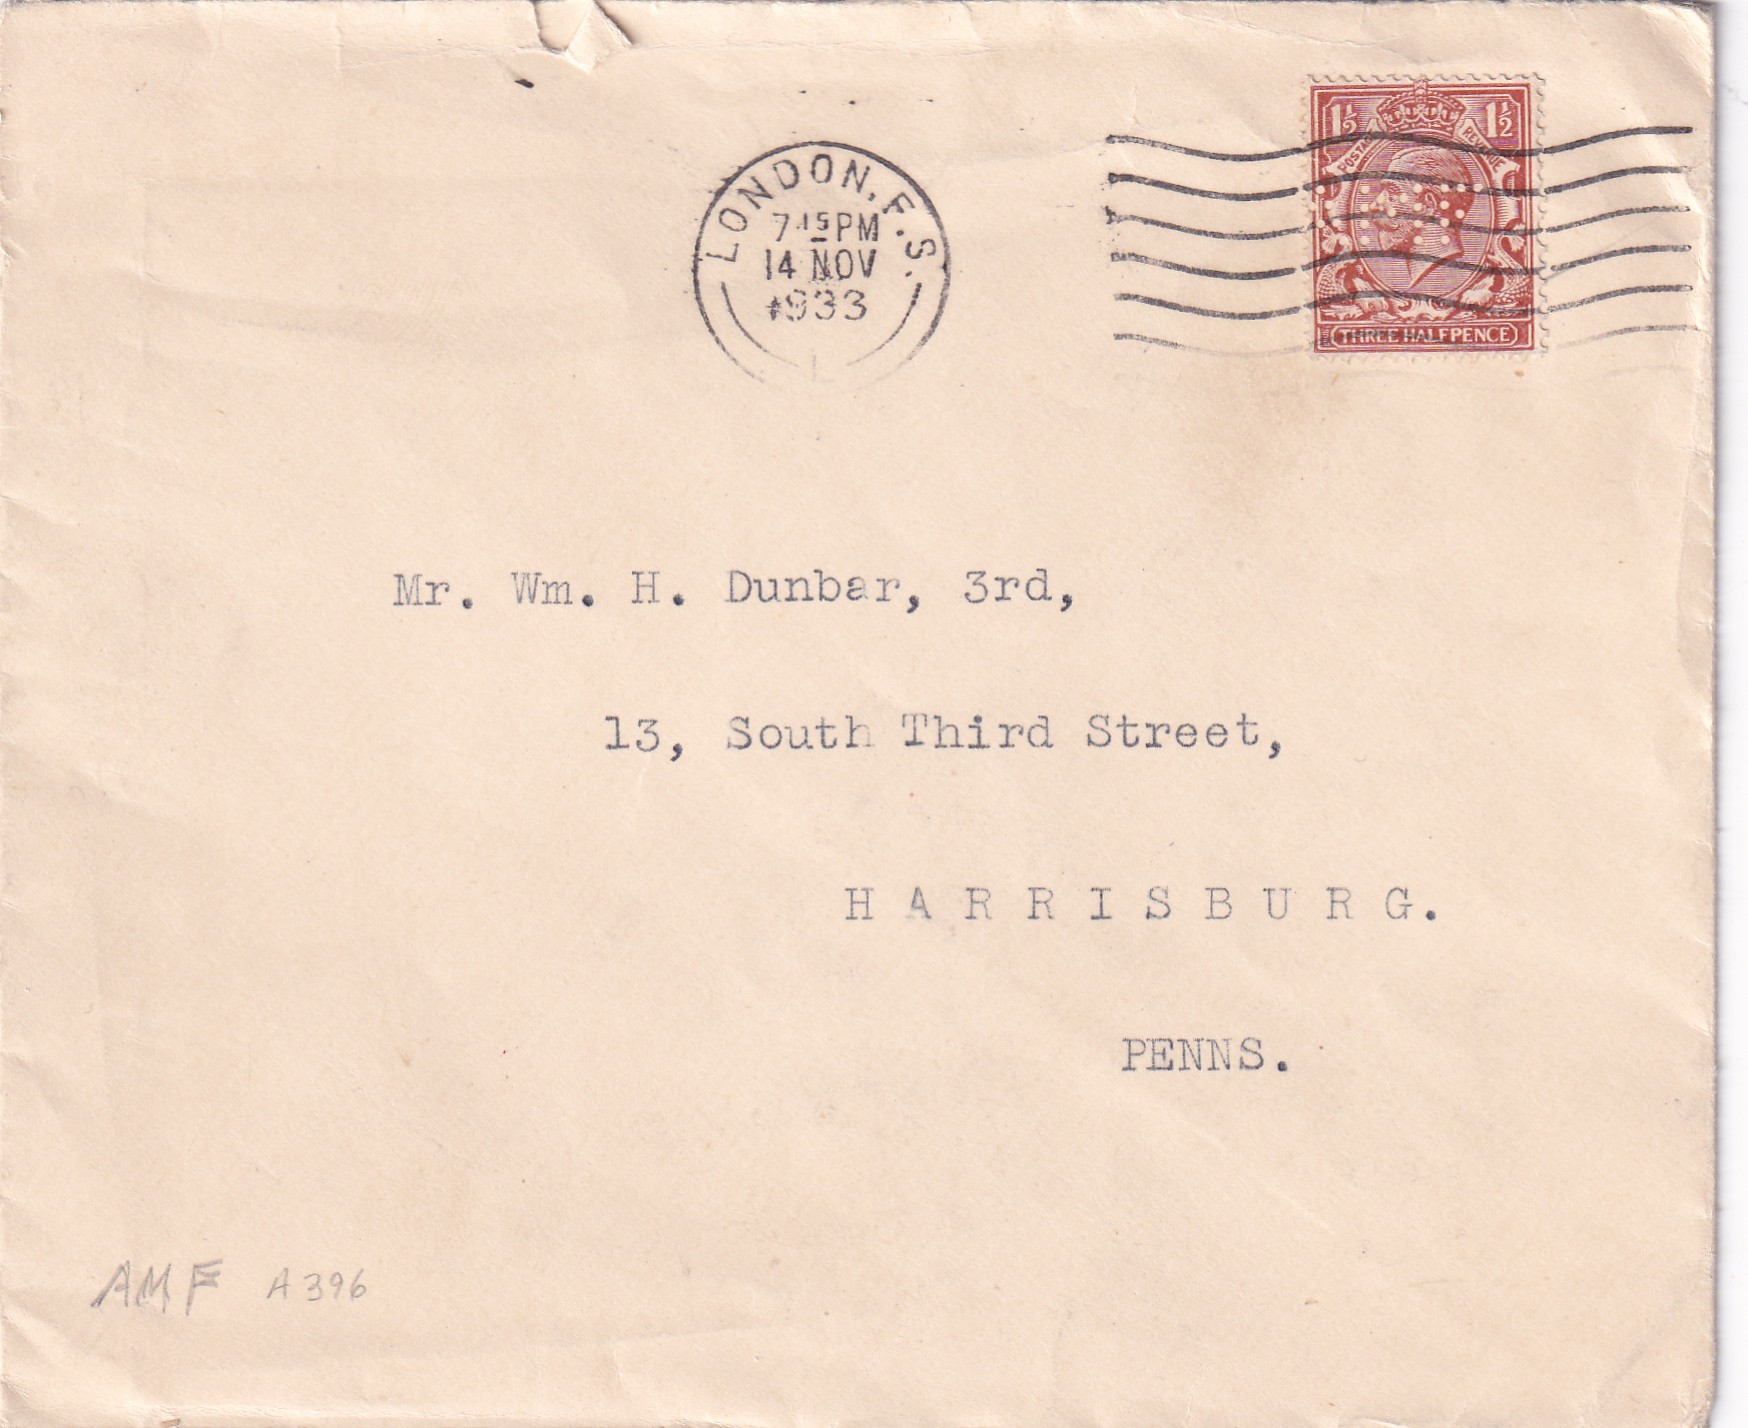 LONDON, F.S.
7.15 PM
14 NOV
1933
1½ 1½
POSTAGE REVENUE
THREE HALFPENCE
Mr. Wm. H. Dunbar, 3rd,
13, South Third Street,
H A R R I S B U R G.
PENNS.
AMF A396